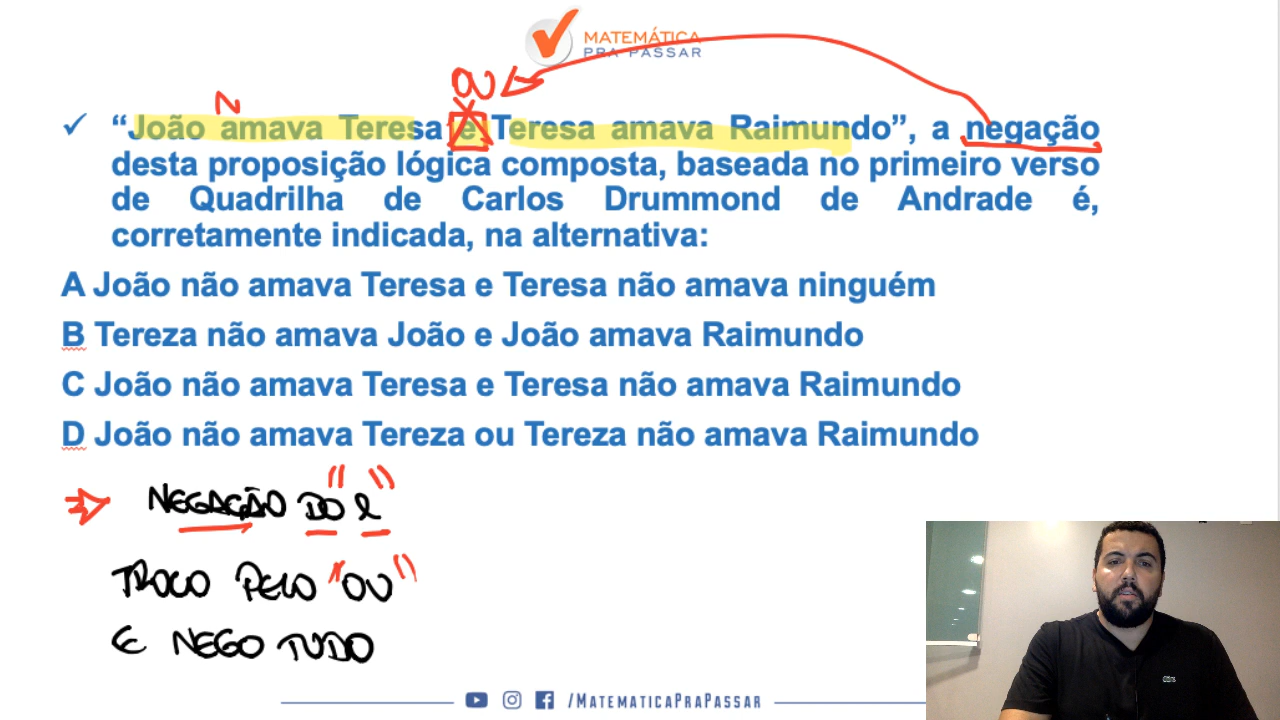 MATEMÁTICA
PRA PASSAR
OU
N
“João amava Teresa e Teresa amava Raimundo”, a negação
desta proposição lógica composta, baseada no primeiro verso
de Quadrilha de Carlos Drummond de Andrade é,
corretamente indicada, na alternativa:
A João não amava Teresa e Teresa não amava ninguém
B Tereza não amava João e João amava Raimundo
C João não amava Teresa e Teresa não amava Raimundo
D João não amava Tereza ou Tereza não amava Raimundo
NEGAÇÃO DO "e"
TROCO PELO "OU"
E NEGO TUDO
/MATEMATICAPRAPASSAR